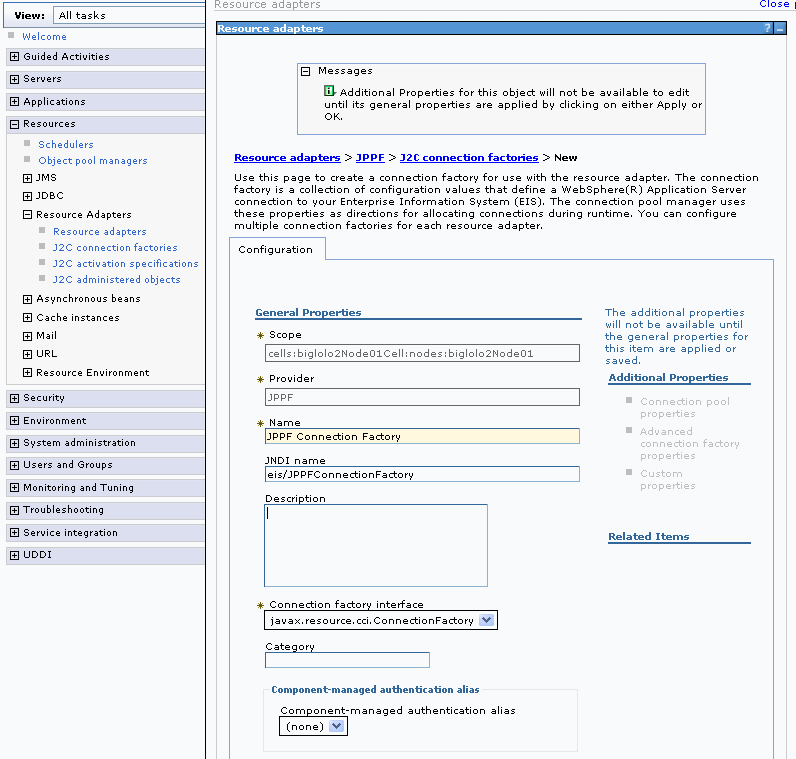 View: All tasks
Welcome
Guided Activities
Servers
Applications
Resources
Schedulers
Object pool managers
JMS
JDBC
Resource Adapters
Resource adapters
J2C connection factories
J2C activation specifications
J2C administered objects
Asynchronous beans
Cache instances
Mail
URL
Resource Environment
Security
Environment
System administration
Users and Groups
Monitoring and Tuning
Troubleshooting
Service integration
UDDI
Resource adapters
Close
Resource adapters
? _
Messages
Additional Properties for this object will not be available to edit
until its general properties are applied by clicking on either Apply or
OK.
Resource adapters > JPPF > J2C connection factories > New
Use this page to create a connection factory for use with the resource adapter. The connection
factory is a collection of configuration values that define a WebSphere(R) Application Server
connection to your Enterprise Information System (EIS). The connection pool manager uses
these properties as directions for allocating connections during runtime. You can configure
multiple connection factories for each resource adapter.
Configuration
General Properties
* Scope
cells:biglolo2Node01Cell:nodes:biglolo2Node01
* Provider
JPPF
* Name
JPPF Connection Factory
JNDI name
eis/JPPFConnectionFactory
Description
* Connection factory interface
javax.resource.cci.ConnectionFactory
Category
Component-managed authentication alias
Component-managed authentication alias
(none)
The additional properties
will not be available until
the general properties for
this item are applied or
saved.
Additional Properties
Connection pool
properties
Advanced
connection factory
properties
Custom
properties
Related Items